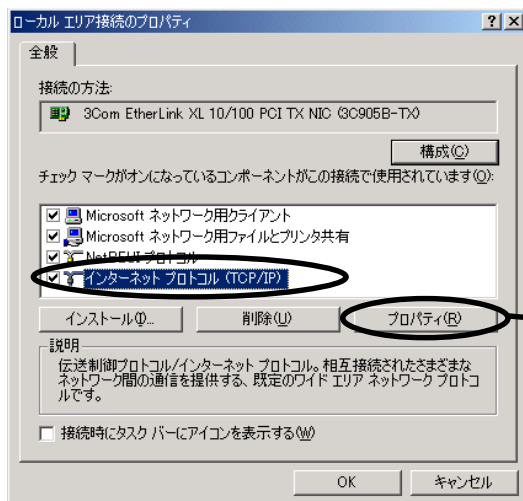 ローカル エリア接続のプロパティ
全般
接続の方法:
3Com EtherLink XL 10/100 PCI TX NIC (3C905B-TX)
構成(C)
チェック マークがオンになっているコンポーネントがこの接続で使用されています(O):
Microsoft ネットワーク用クライアント
Microsoft ネットワーク用ファイルとプリンタ共有
NetBEUI プロトコル
インターネット プロトコル (TCP/IP)
インストール(I)...
削除(U)
プロパティ(R)
説明
伝送制御プロトコル/インターネット プロトコル。相互接続されたさまざまな
ネットワーク間の通信を提供する、既定のワイド エリア ネットワーク プロトコ
ルです。
接続時にタスク バーにアイコンを表示する(W)
OK
キャンセル